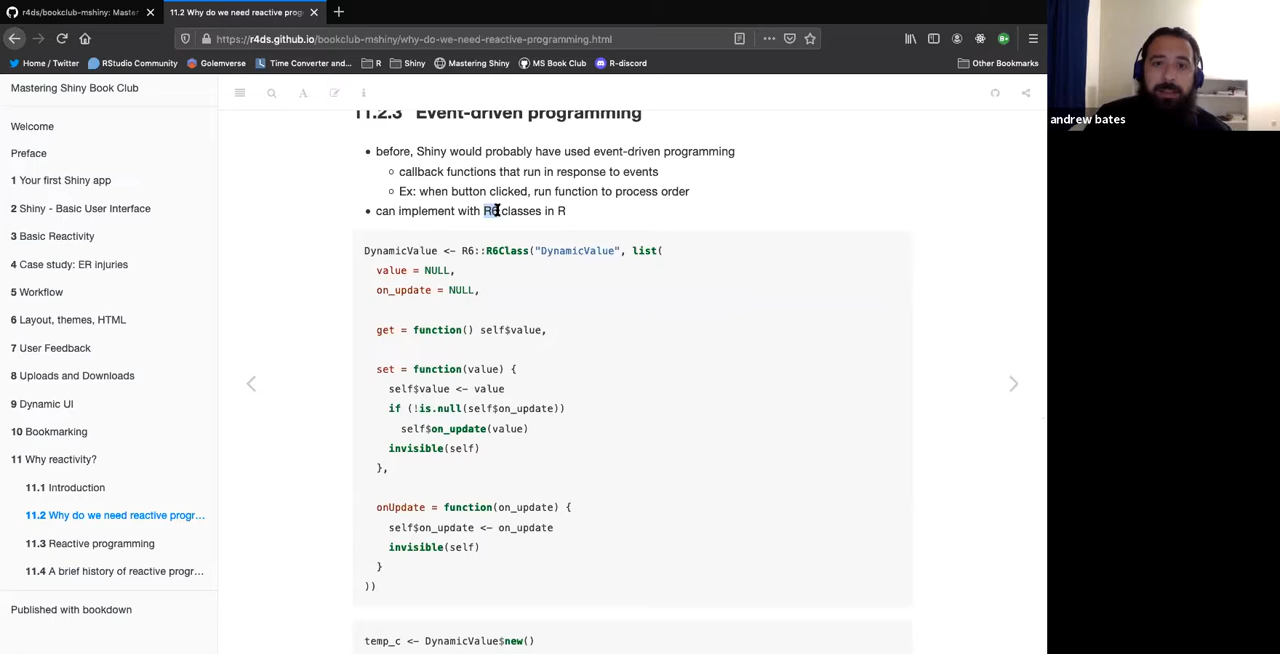 r4ds/bookclub-mshiny: Master
11.2 Why do we need reactive prog
https://r4ds.github.io/bookclub-mshiny/why-do-we-need-reactive-programming.html
Home / Twitter
RStudio Community
Golemverse
Time Converter and...
R
Shiny
Mastering Shiny
MS Book Club
R-discord
Other Bookmarks
andrew bates
Mastering Shiny Book Club
Welcome
Preface
1 Your first Shiny app
2 Shiny - Basic User Interface
3 Basic Reactivity
4 Case study: ER injuries
5 Workflow
6 Layout, themes, HTML
7 User Feedback
8 Uploads and Downloads
9 Dynamic UI
10 Bookmarking
11 Why reactivity?
11.1 Introduction
11.2 Why do we need reactive progr...
11.3 Reactive programming
11.4 A brief history of reactive progr...
Published with bookdown
11.2.3 Event-driven programming
before, Shiny would probably have used event-driven programming
callback functions that run in response to events
Ex: when button clicked, run function to process order
can implement with R6 classes in R
DynamicValue <- R6::R6Class("DynamicValue", list(
value = NULL,
on_update = NULL,
get = function() self$value,
set = function(value) {
self$value <- value
if (!is.null(self$on_update))
self$on_update(value)
invisible(self)
},
onUpdate = function(on_update) {
self$on_update <- on_update
invisible(self)
}
))
temp_c <- DynamicValue$new()